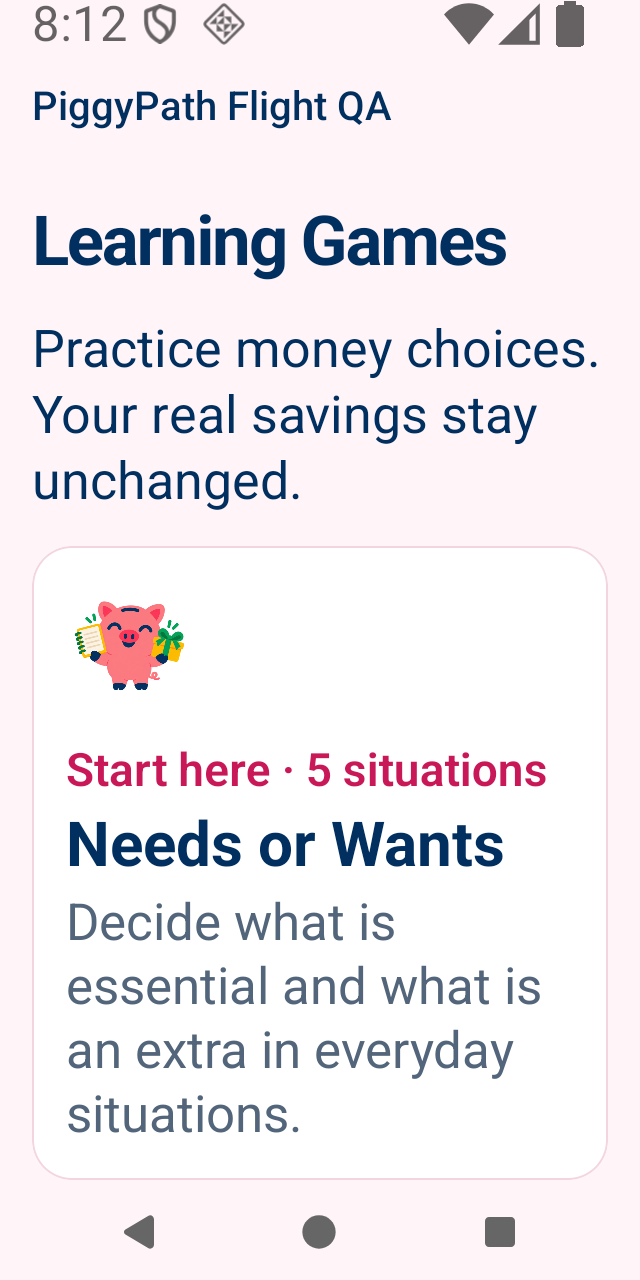 8:12
PiggyPath Flight QA
Learning Games
Practice money choices.
Your real savings stay
unchanged.
Start here · 5 situations
Needs or Wants
Decide what is
essential and what is
an extra in everyday
situations.